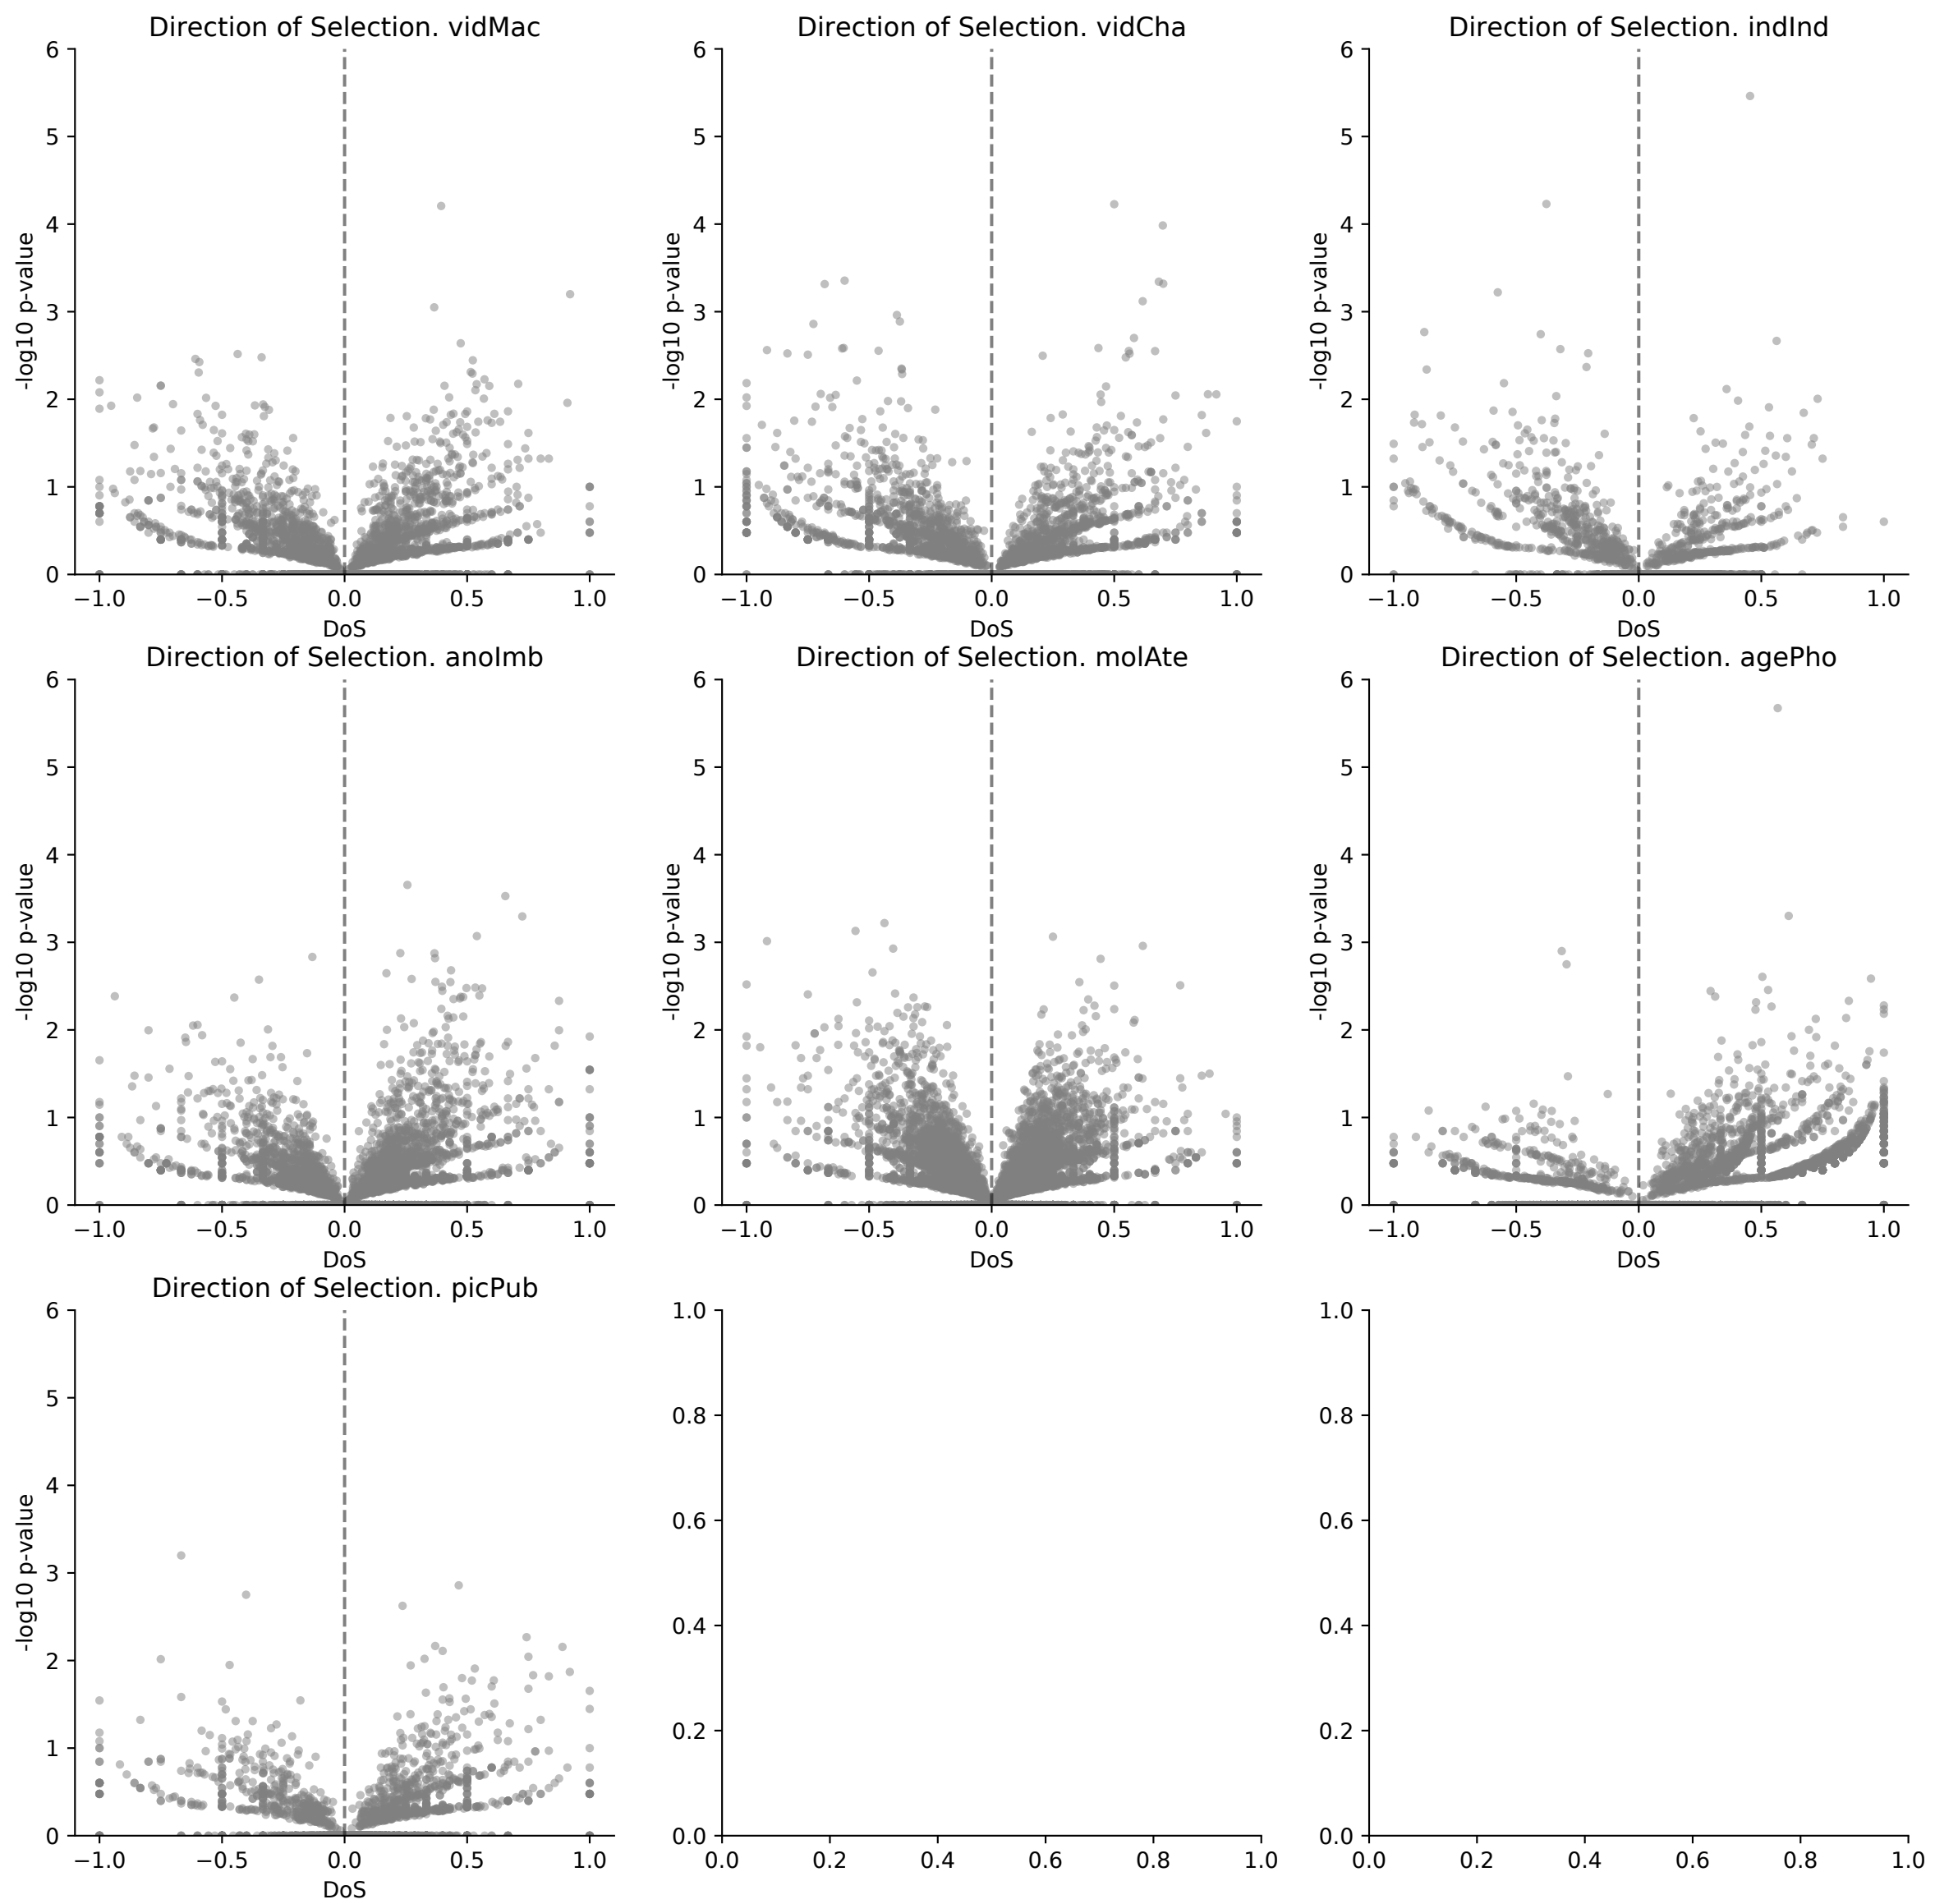 Direction of Selection. vidMac
6
5
4
3
2
1
0
-log10 p-value
−1.0 −0.5 0.0 0.5 1.0
DoS
Direction of Selection. vidCha
6
5
4
3
2
1
0
-log10 p-value
−1.0 −0.5 0.0 0.5 1.0
DoS
Direction of Selection. indInd
6
5
4
3
2
1
0
-log10 p-value
−1.0 −0.5 0.0 0.5 1.0
DoS
Direction of Selection. anoImb
6
5
4
3
2
1
0
-log10 p-value
−1.0 −0.5 0.0 0.5 1.0
DoS
Direction of Selection. molAte
6
5
4
3
2
1
0
-log10 p-value
−1.0 −0.5 0.0 0.5 1.0
DoS
Direction of Selection. agePho
6
5
4
3
2
1
0
-log10 p-value
−1.0 −0.5 0.0 0.5 1.0
DoS
Direction of Selection. picPub
6
5
4
3
2
1
0
-log10 p-value
−1.0 −0.5 0.0 0.5 1.0
DoS
1.0
0.8
0.6
0.4
0.2
0.0
0.0 0.2 0.4 0.6 0.8 1.0
1.0
0.8
0.6
0.4
0.2
0.0
0.0 0.2 0.4 0.6 0.8 1.0